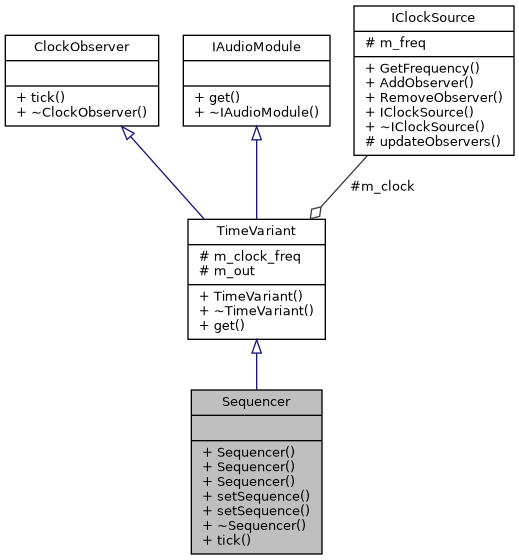 ClockObserver
+ tick()
+ ~ClockObserver()
IAudioModule
+ get()
+ ~IAudioModule()
IClockSource
# m_freq
+ GetFrequency()
+ AddObserver()
+ RemoveObserver()
+ IClockSource()
+ ~IClockSource()
# updateObservers()
#m_clock
TimeVariant
# m_clock_freq
# m_out
+ TimeVariant()
+ ~TimeVariant()
+ get()
Sequencer
+ Sequencer()
+ Sequencer()
+ Sequencer()
+ setSequence()
+ setSequence()
+ ~Sequencer()
+ tick()